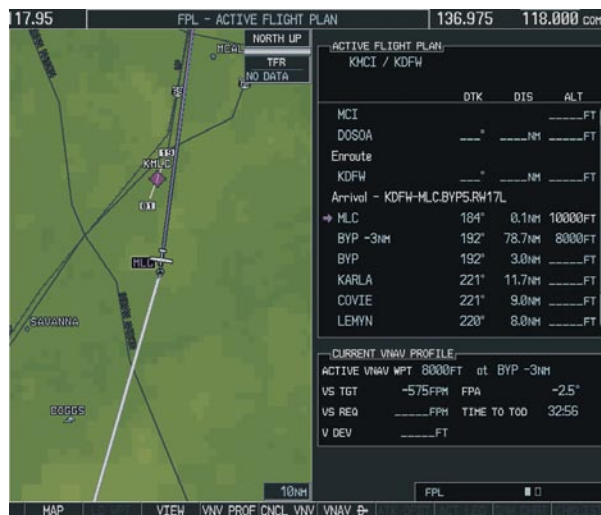 17.95 FPL - ACTIVE FLIGHT PLAN 136.975 118.000 COM
NORTH UP
TFR
NO DATA
MCAL
KMLC
19
01
MLC
SAVANNA
BOGGS
10NM
ACTIVE FLIGHT PLAN
KMCI / KDFW
DTK DIS ALT
MCI _____FT
DOSOA ___° ____NM _____FT
Enroute
KDFW ___° ____NM _____FT
Arrival - KDFW-MLC.BYP5.RW17L
MLC 184° 0.1NM 10000FT
BYP -3NM 192° 78.7NM 8000FT
BYP 192° 3.0NM _____FT
KARLA 221° 11.7NM _____FT
COVIE 221° 9.0NM _____FT
LEMYN 220° 8.0NM _____FT
CURRENT VNAV PROFILE
ACTIVE VNAV WPT 8000FT at BYP -3NM
VS TGT -575FPM FPA -2.5°
VS REQ _____FPM TIME TO TOD 32:56
V DEV _____FT
FPL
MAP VIEW VNV PROF CNCL VNV VNAV